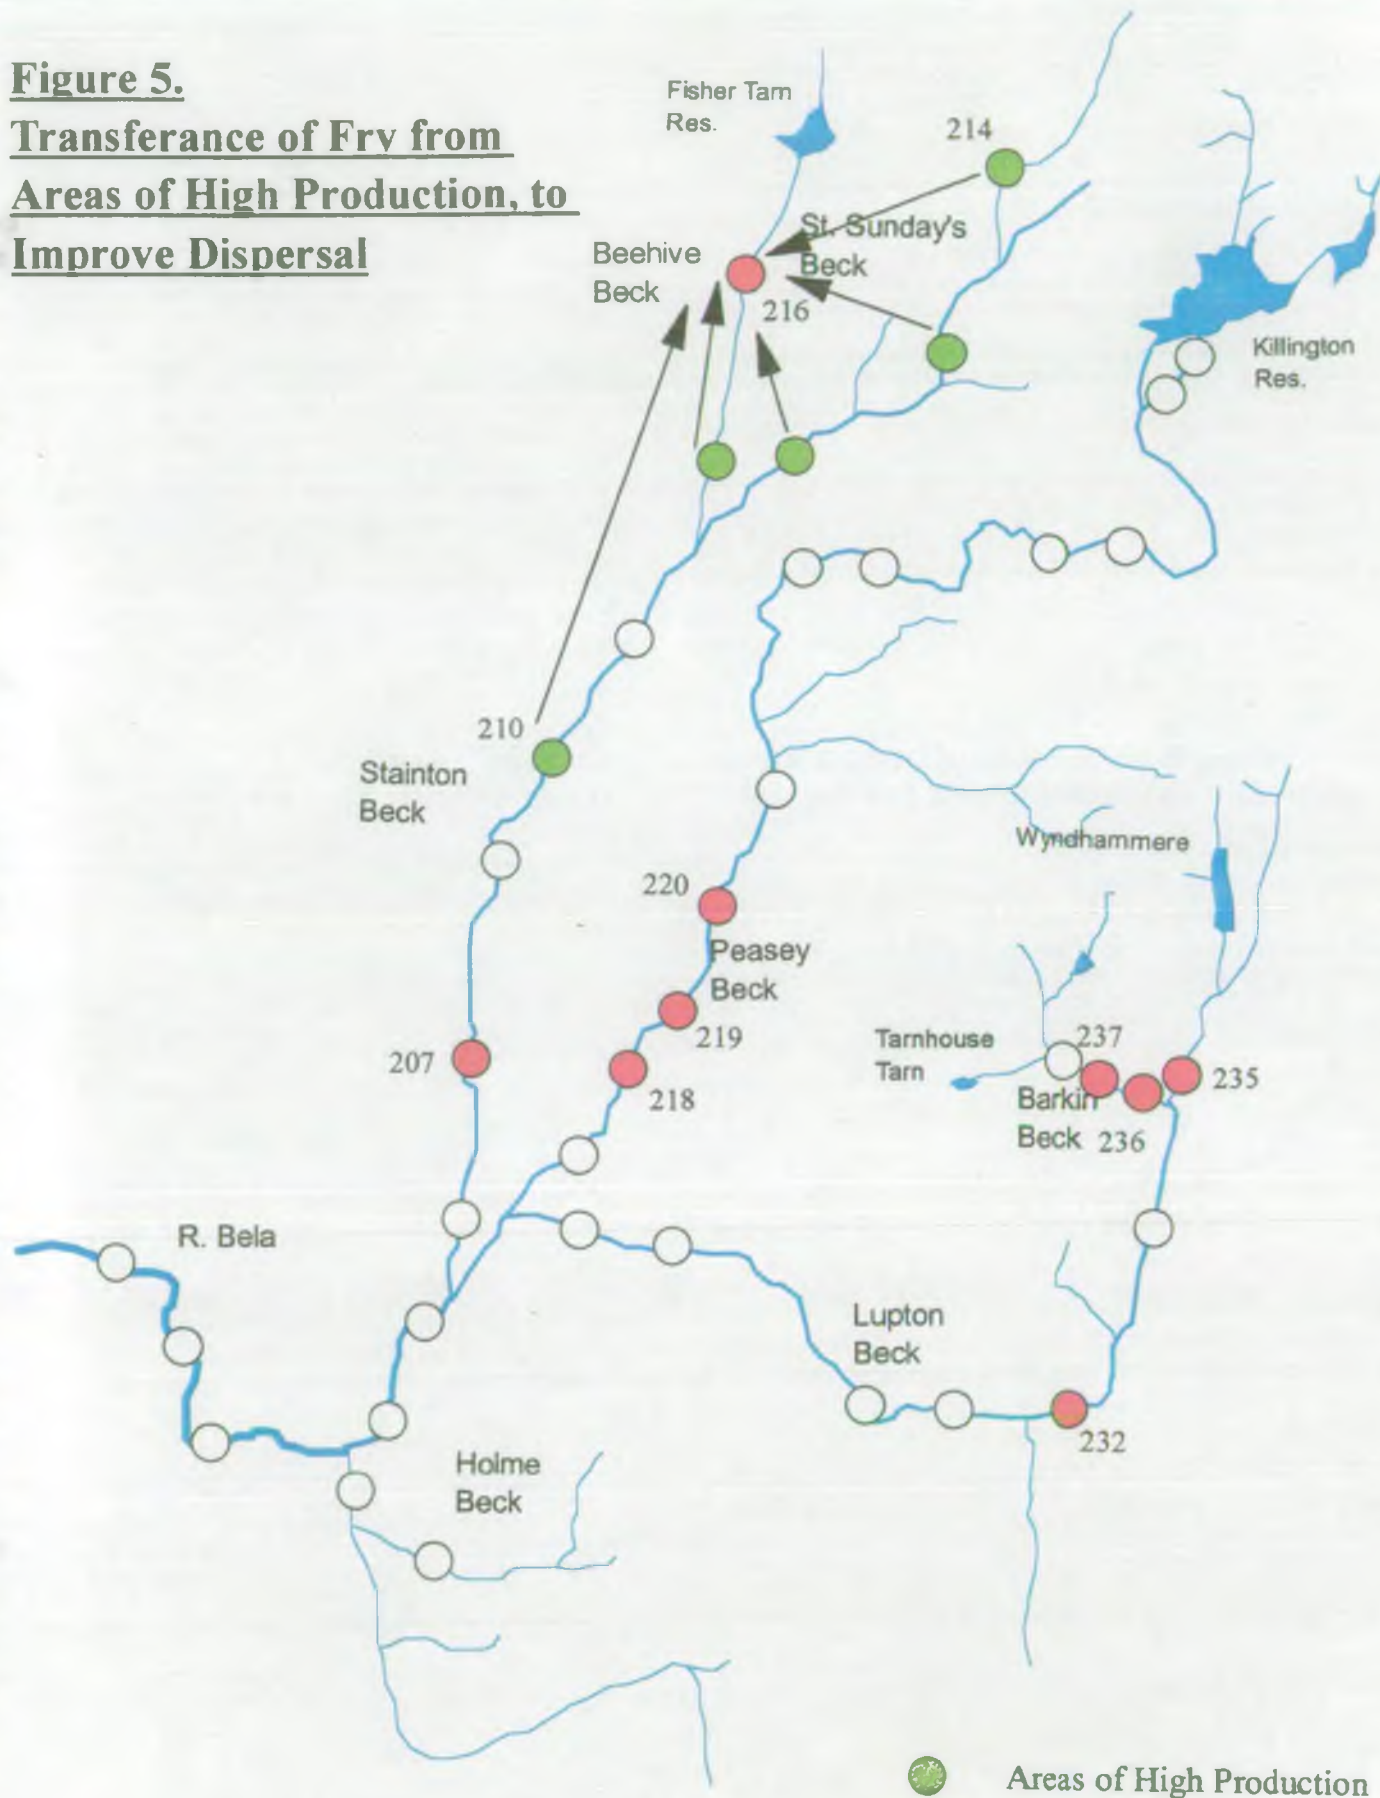 Figure 5.
Transferance of Frv from
Areas of High Production, to
Improve Dispersal
Fisher Tarn
Res.
214
St. Sunday's
Beck
Beehive
Beck
216
Killington
Res.
210
Stainton
Beck
Wyndhammere
220
Peasey
Beck
219
Tarnhouse
Tarn
237
207
218
235
Barkin
Beck
236
R. Bela
Lupton
Beck
232
Holme
Beck
Areas of High Production